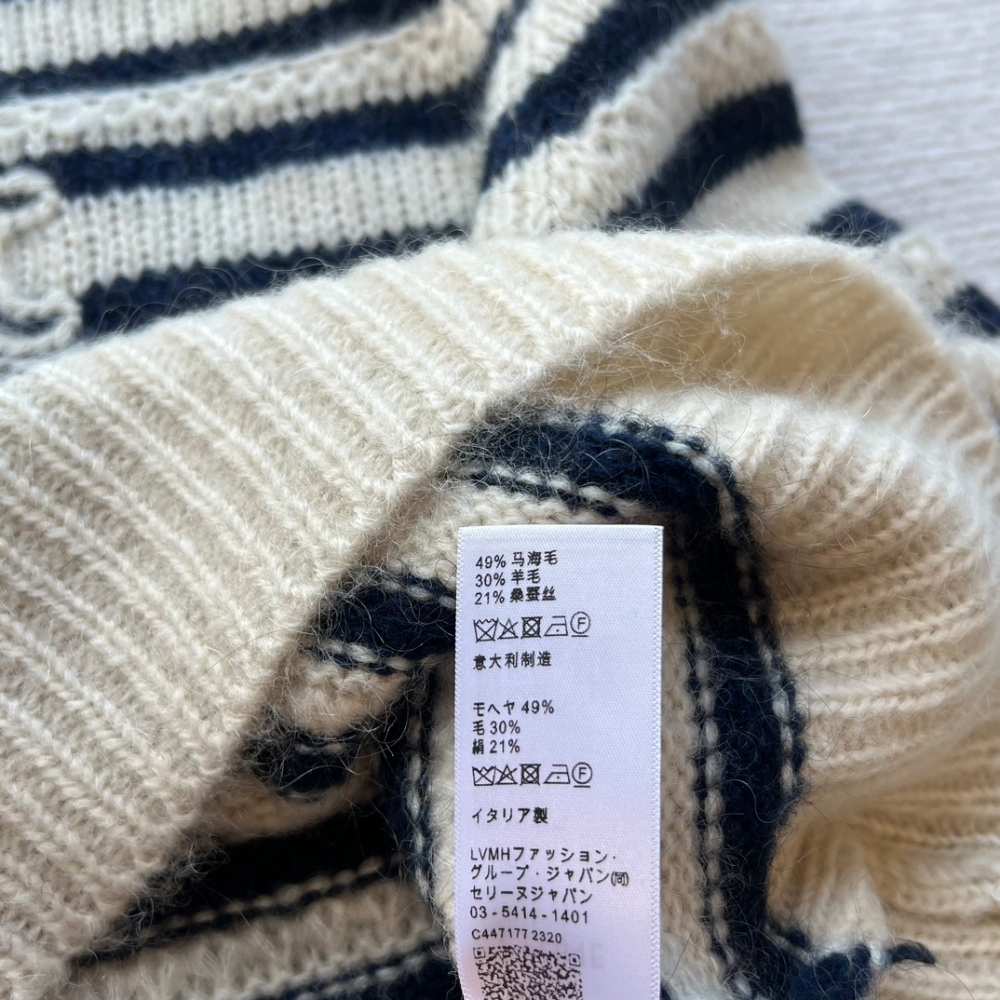 49% 马海毛
30% 羊毛
21% 桑蚕丝
F
意大利制造
モヘヤ 49%
毛 30%
絹 21%
F
イタリア製
LVMHファッション・
グループ・ジャパン(同)
セリーヌジャパン
03-5414-1401
C4471772320